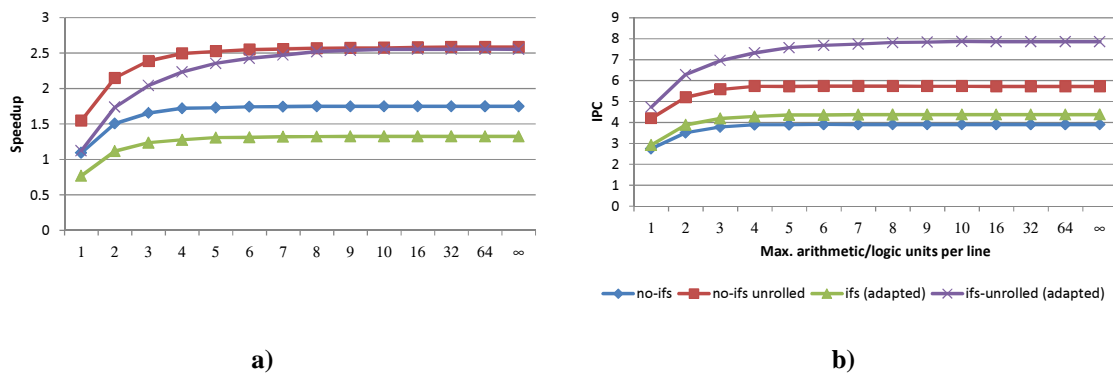 3
2.5
2
1.5
1
0.5
0
Speedup
1 2 3 4 5 6 7 8 9 10 16 32 64 ∞
9
8
7
6
5
4
3
2
1
0
IPC
1 2 3 4 5 6 7 8 9 10 16 32 64 ∞
Max. arithmetic/logic units per line
no-ifs no-ifs unrolled ifs (adapted) ifs-unrolled (adapted)
a) b)